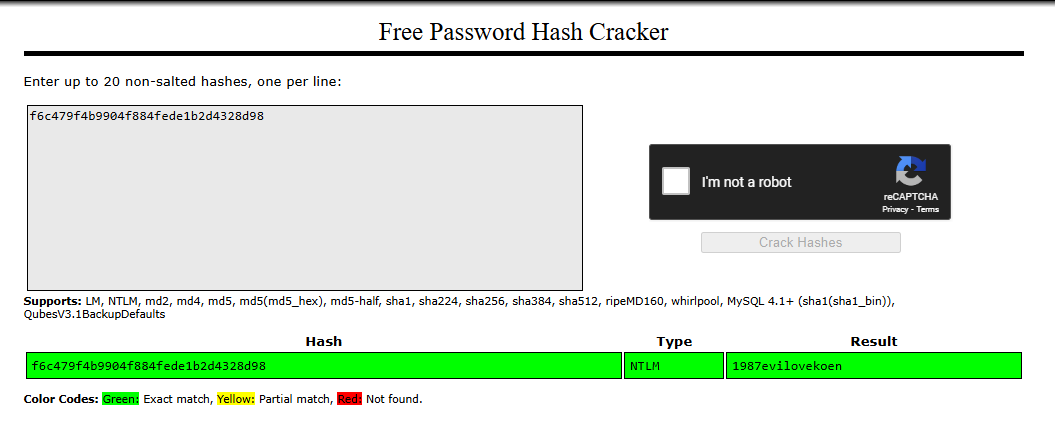 Free Password Hash Cracker
Enter up to 20 non-salted hashes, one per line:
f6c479f4b9904f884fede1b2d4328d98
I'm not a robot
reCAPTCHA
Privacy - Terms
Crack Hashes
Supports: LM, NTLM, md2, md4, md5, md5(md5_hex), md5-half, sha1, sha224, sha256, sha384, sha512, ripeMD160, whirlpool, MySQL 4.1+ (sha1(sha1_bin)),
QubesV3.1BackupDefaults
Hash Type Result
f6c479f4b9904f884fede1b2d4328d98 NTLM 1987evilovekoen
Color Codes: Green: Exact match, Yellow: Partial match, Red: Not found.